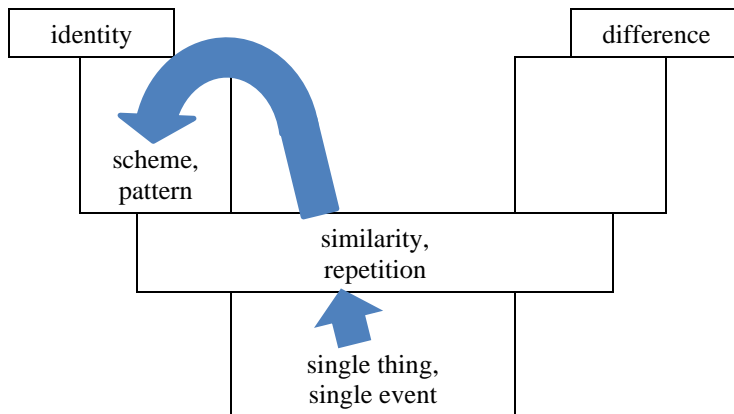 identity
difference
scheme,
pattern
similarity,
repetition
single thing,
single event